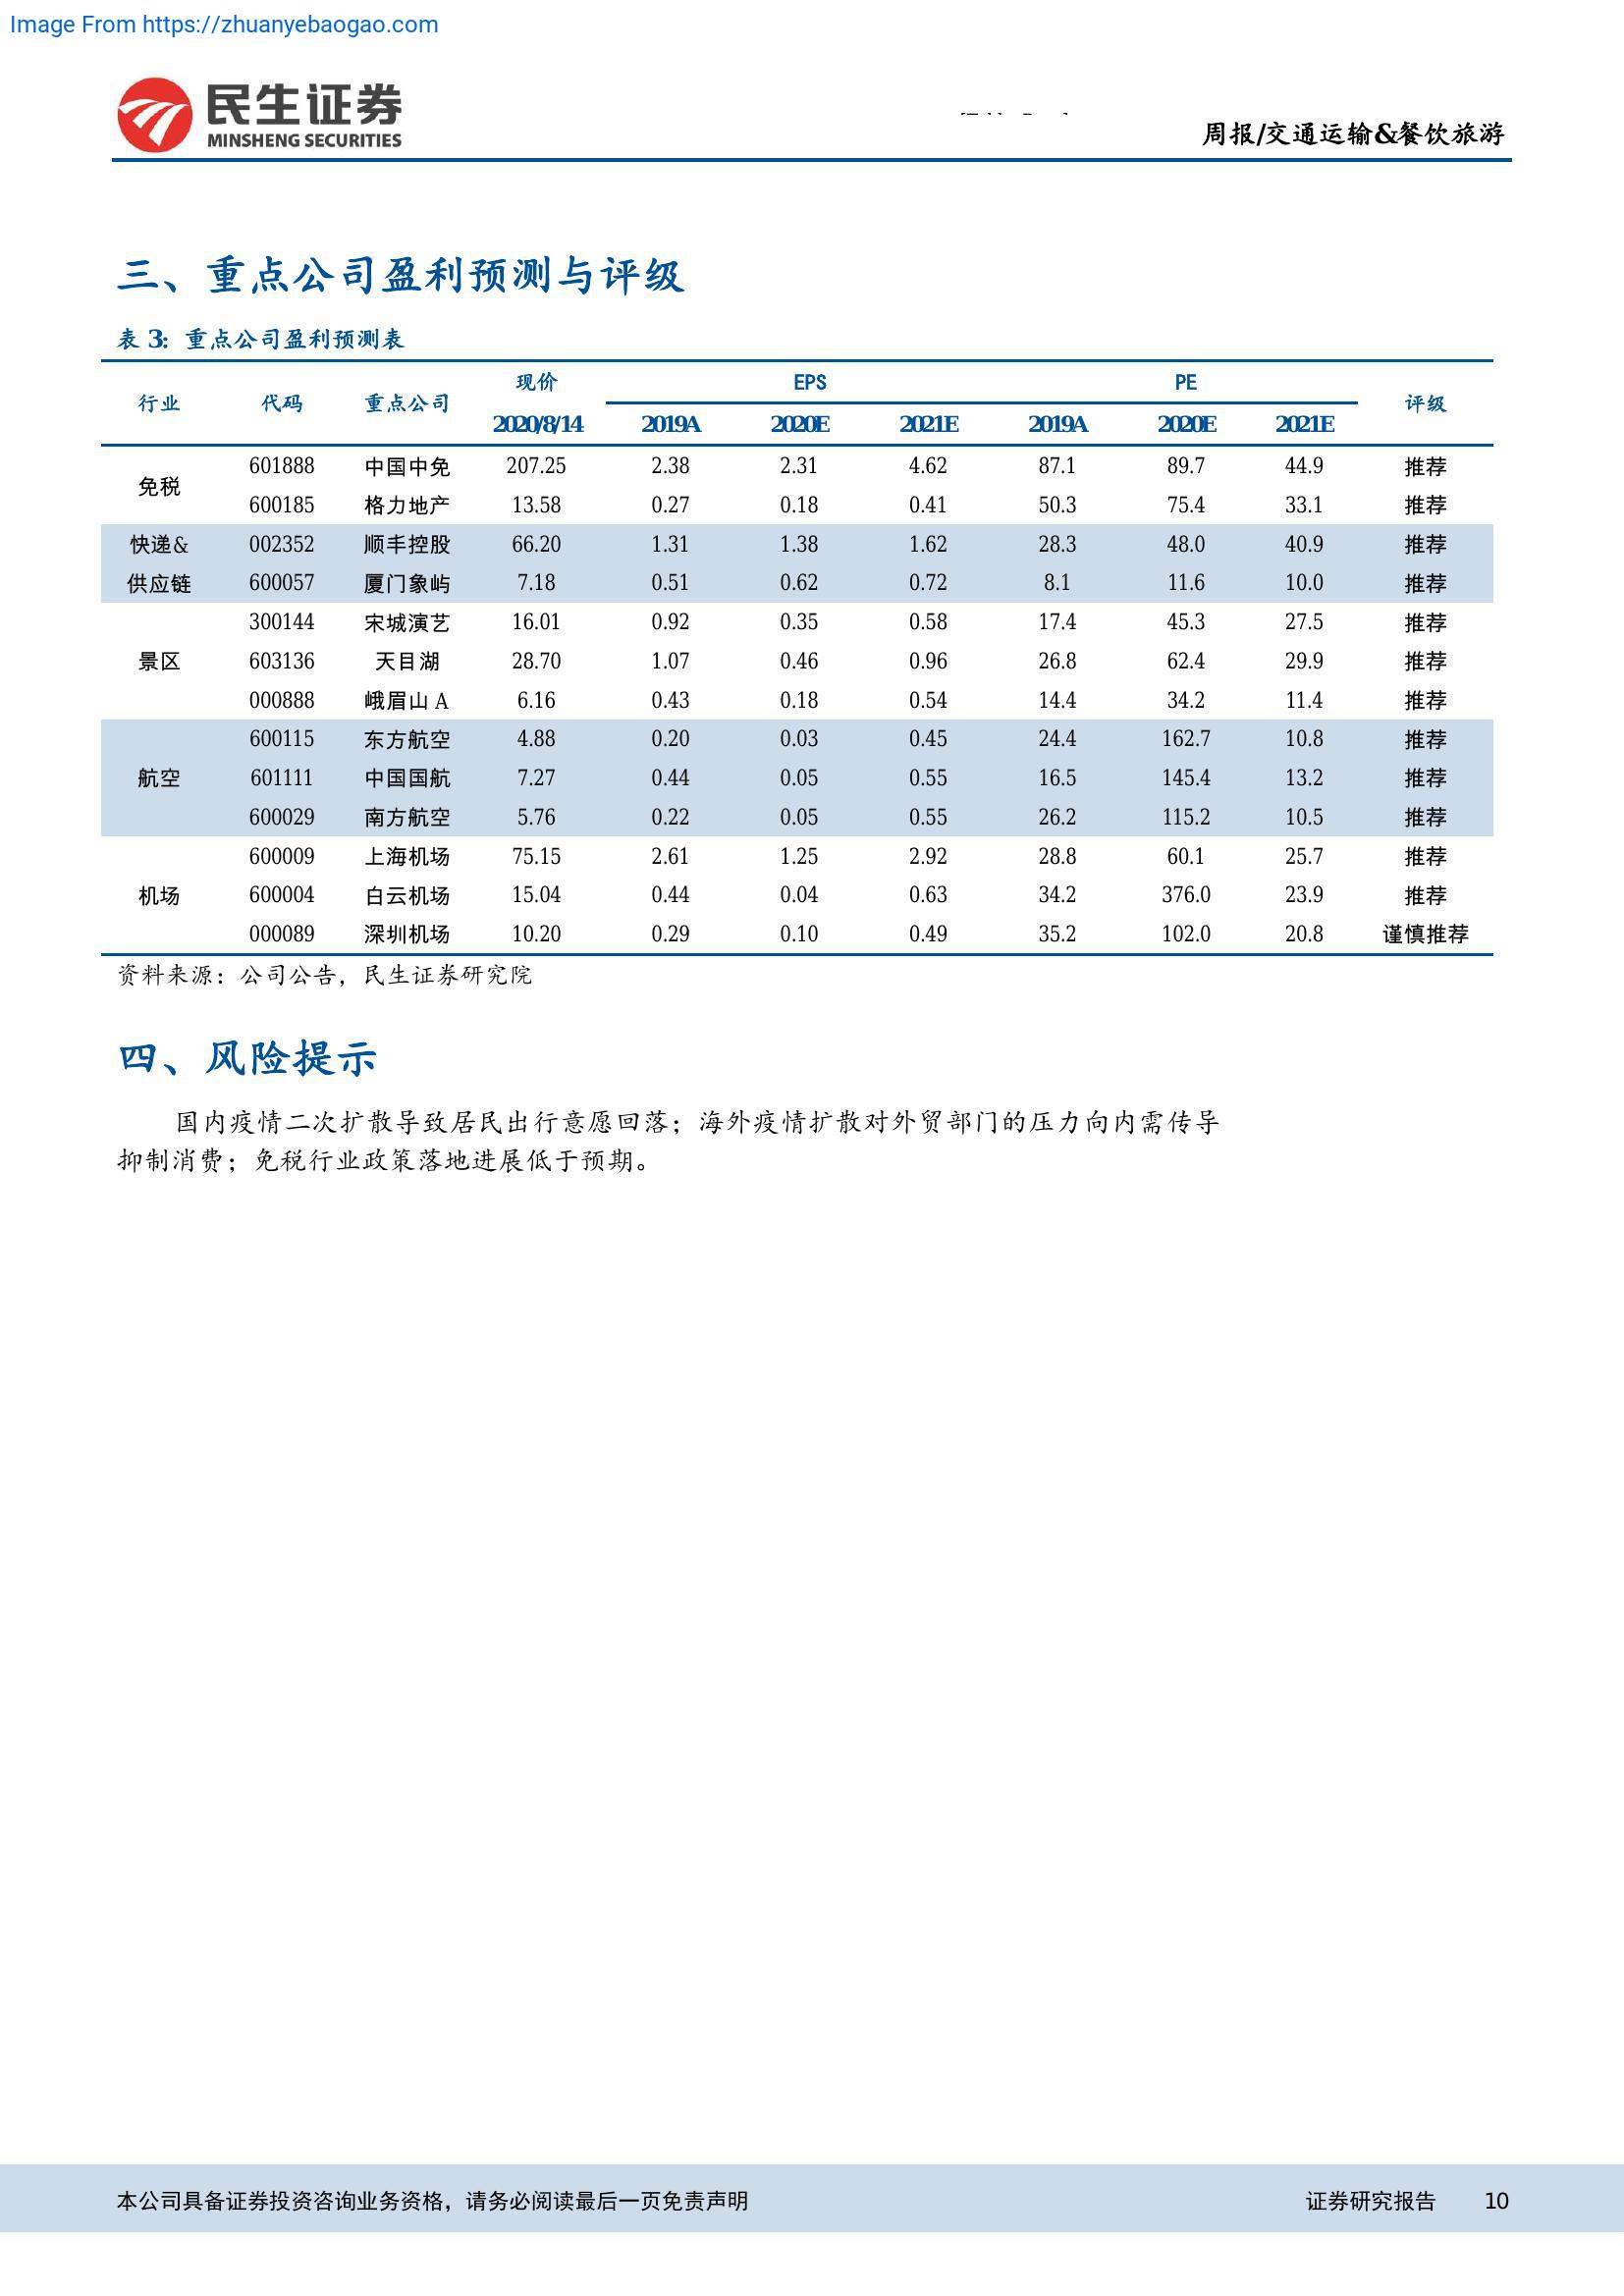 Image From https://zhuanyebaogao.com
民生证券
MINSHENG SECURITIES
周报/交通运输&餐饮旅游
三、重点公司盈利预测与评级
表 3: 重点公司盈利预测表
行业 代码 重点公司 现价 EPS PE 评级
2020/8/14 2019A 2020E 2021E 2019A 2020E 2021E
免税
601888 中国中免 207.25 2.38 2.31 4.62 87.1 89.7 44.9 推荐
600185 格力地产 13.58 0.27 0.18 0.41 50.3 75.4 33.1 推荐
快递& 002352 顺丰控股 66.20 1.31 1.38 1.62 28.3 48.0 40.9 推荐
供应链 600057 厦门象屿 7.18 0.51 0.62 0.72 8.1 11.6 10.0 推荐
300144 宋城演艺 16.01 0.92 0.35 0.58 17.4 45.3 27.5 推荐
景区 603136 天目湖 28.70 1.07 0.46 0.96 26.8 62.4 29.9 推荐
000888 峨眉山 A 6.16 0.43 0.18 0.54 14.4 34.2 11.4 推荐
600115 东方航空 4.88 0.20 0.03 0.45 24.4 162.7 10.8 推荐
航空 601111 中国国航 7.27 0.44 0.05 0.55 16.5 145.4 13.2 推荐
600029 南方航空 5.76 0.22 0.05 0.55 26.2 115.2 10.5 推荐
600009 上海机场 75.15 2.61 1.25 2.92 28.8 60.1 25.7 推荐
机场 600004 白云机场 15.04 0.44 0.04 0.63 34.2 376.0 23.9 推荐
000089 深圳机场 10.20 0.29 0.10 0.49 35.2 102.0 20.8 谨慎推荐
资料来源：公司公告，民生证券研究院
四、风险提示
国内疫情二次扩散导致居民出行意愿回落；海外疫情扩散对外贸部门的压力向内需传导
抑制消费；免税行业政策落地进展低于预期。
本公司具备证券投资咨询业务资格，请务必阅读最后一页免责声明 证券研究报告 10